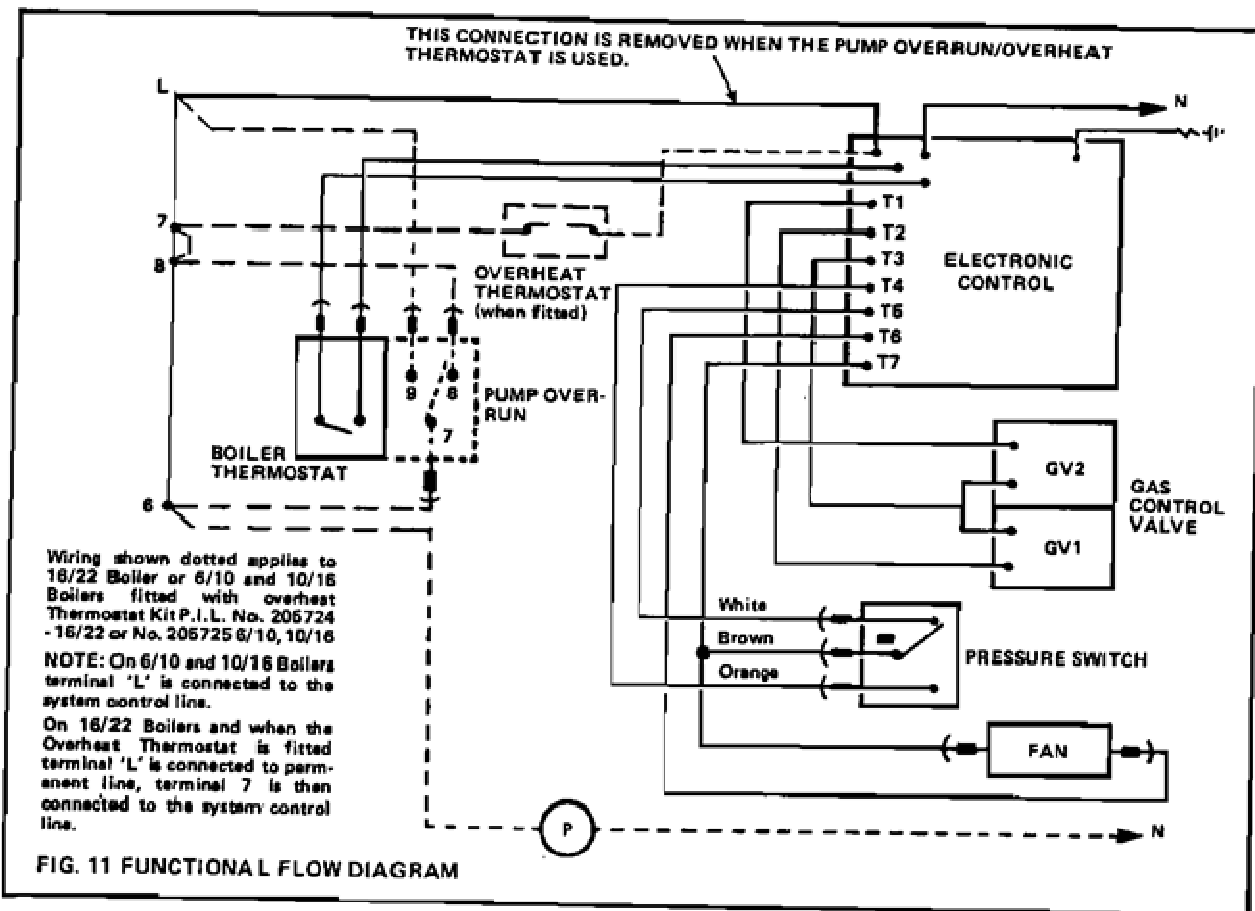 THIS CONNECTION IS REMOVED WHEN THE PUMP OVERRUN/OVERHEAT
THERMOSTAT IS USED.
L
N
7
8
T1
T2
T3
T4
T5
T6
T7
ELECTRONIC
CONTROL
OVERHEAT
THERMOSTAT
(when fitted)
9
8
7
PUMP OVER-
RUN
BOILER
THERMOSTAT
6
GV2
GV1
GAS
CONTROL
VALVE
Wiring shown dotted applies to
16/22 Boiler or 6/10 and 10/16
Boilers fitted with overheat
Thermostat Kit P.I.L. No. 205724
- 16/22 or No. 205725 6/10, 10/16
NOTE: On 6/10 and 10/16 Boilers
terminal 'L' is connected to the
system control line.
On 16/22 Boilers and when the
Overheat Thermostat is fitted
terminal 'L' is connected to perm-
anent line, terminal 7 is then
connected to the system control
line.
White
Brown
Orange
PRESSURE SWITCH
FAN
P
N
FIG. 11 FUNCTIONAL FLOW DIAGRAM